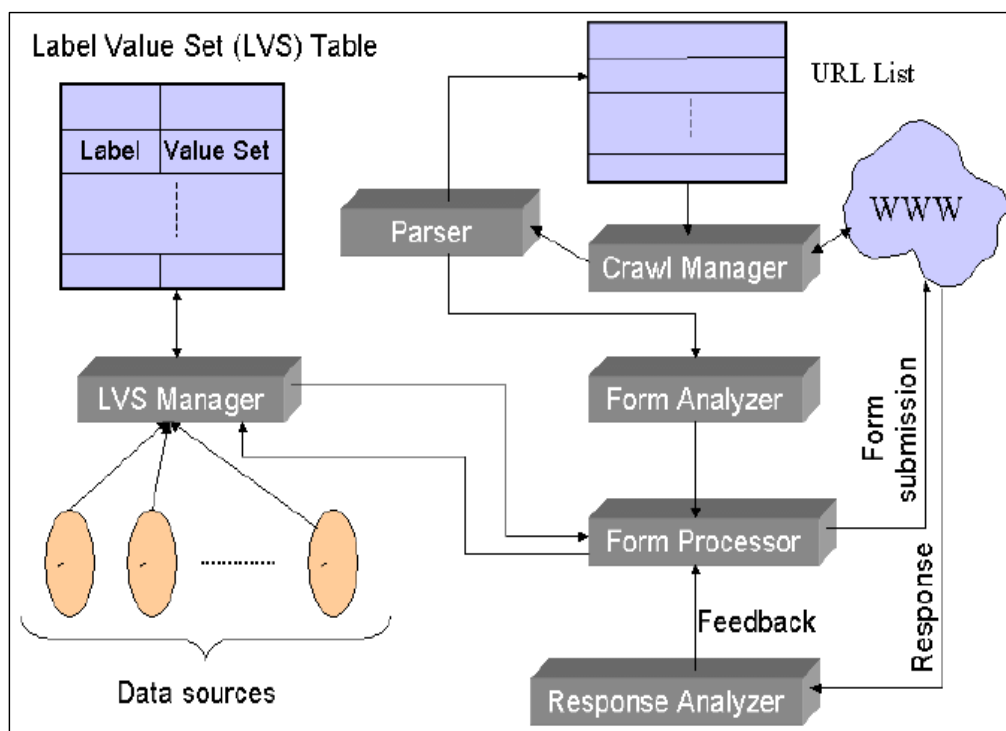 Label Value Set (LVS) Table
URL List
Label
Value Set
WWW
Parser
Crawl Manager
LVS Manager
Form Analyzer
Form
submission
Form Processor
Response
Feedback
Data sources
Response Analyzer